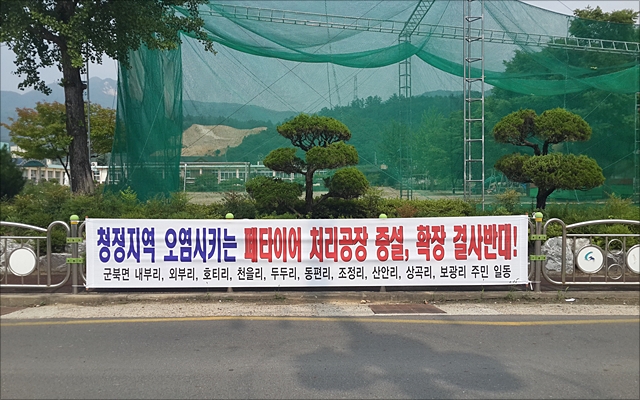 청정지역 오염시키는 폐타이어 처리공장 증설, 확장 결사반대!
군북면 내부리, 외부리, 호티리, 천을리, 두두리, 동편리, 조정리, 산안리, 상곡리, 보광리 주민 일동